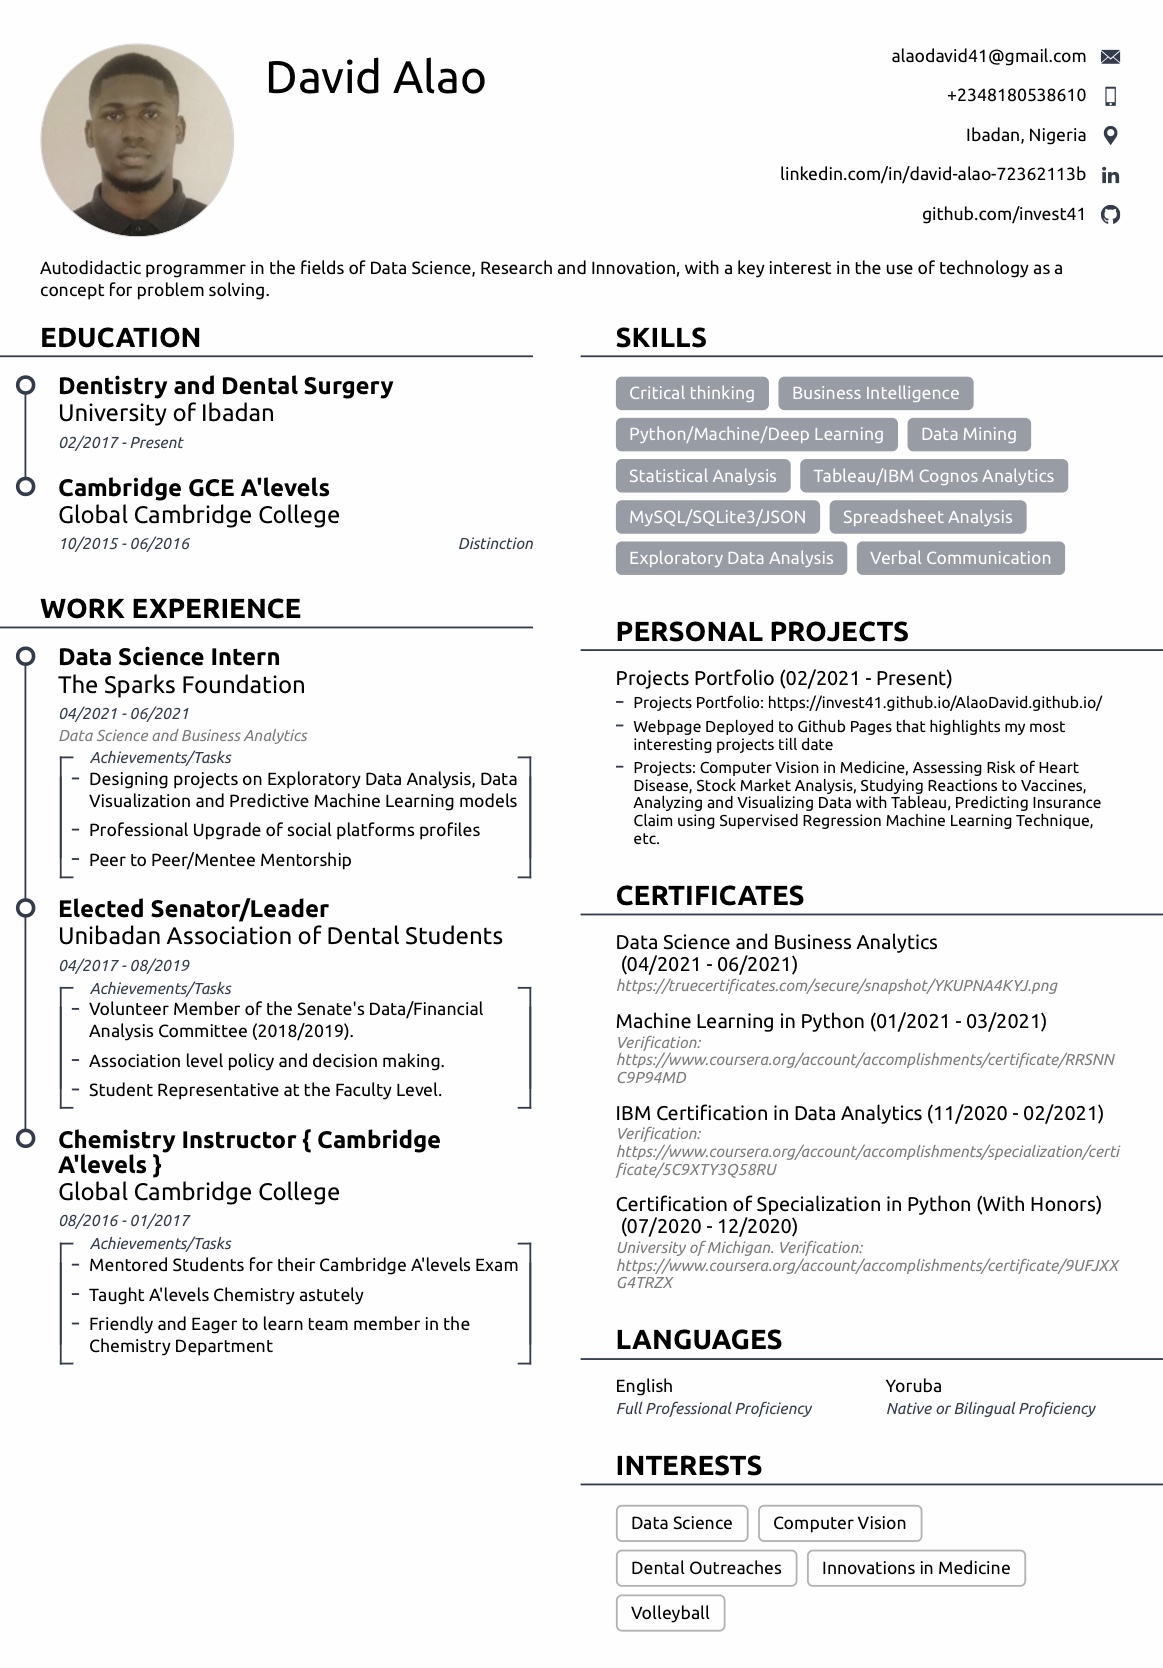 David Alao
alaodavid41@gmail.com
+2348180538610
Ibadan, Nigeria
linkedin.com/in/david-alao-72362113b
github.com/invest41
Autodidactic programmer in the fields of Data Science, Research and Innovation, with a key interest in the use of technology as a
concept for problem solving.
EDUCATION
Dentistry and Dental Surgery
University of Ibadan
02/2017 - Present
Cambridge GCE A'levels
Global Cambridge College
10/2015 - 06/2016 Distinction
WORK EXPERIENCE
Data Science Intern
The Sparks Foundation
04/2021 - 06/2021
Data Science and Business Analytics
Achievements/Tasks
– Designing projects on Exploratory Data Analysis, Data
Visualization and Predictive Machine Learning models
– Professional Upgrade of social platforms profiles
– Peer to Peer/Mentee Mentorship
Elected Senator/Leader
Unibadan Association of Dental Students
04/2017 - 08/2019
Achievements/Tasks
– Volunteer Member of the Senate's Data/Financial
Analysis Committee (2018/2019).
– Association level policy and decision making.
– Student Representative at the Faculty Level.
Chemistry Instructor { Cambridge
A'levels }
Global Cambridge College
08/2016 - 01/2017
Achievements/Tasks
– Mentored Students for their Cambridge A'levels Exam
– Taught A'levels Chemistry astutely
– Friendly and Eager to learn team member in the
Chemistry Department
SKILLS
Critical thinking Business Intelligence
Python/Machine/Deep Learning Data Mining
Statistical Analysis Tableau/IBM Cognos Analytics
MySQL/SQLite3/JSON Spreadsheet Analysis
Exploratory Data Analysis Verbal Communication
PERSONAL PROJECTS
Projects Portfolio (02/2021 - Present)
– Projects Portfolio: https://invest41.github.io/AlaoDavid.github.io/
– Webpage Deployed to Github Pages that highlights my most
interesting projects till date
– Projects: Computer Vision in Medicine, Assessing Risk of Heart
Disease, Stock Market Analysis, Studying Reactions to Vaccines,
Analyzing and Visualizing Data with Tableau, Predicting Insurance
Claim using Supervised Regression Machine Learning Technique,
etc.
CERTIFICATES
Data Science and Business Analytics
(04/2021 - 06/2021)
https://truecertificates.com/secure/snapshot/YKUPNA4KYJ.png
Machine Learning in Python (01/2021 - 03/2021)
Verification:
https://www.coursera.org/account/accomplishments/certificate/RRSNN
C9P94MD
IBM Certification in Data Analytics (11/2020 - 02/2021)
Verification:
https://www.coursera.org/account/accomplishments/specialization/certi
ficate/5C9XTY3Q58RU
Certification of Specialization in Python (With Honors)
(07/2020 - 12/2020)
University of Michigan. Verification:
https://www.coursera.org/account/accomplishments/certificate/9UFJXX
G4TRZX
LANGUAGES
English Yoruba
Full Professional Proficiency Native or Bilingual Proficiency
INTERESTS
Data Science Computer Vision
Dental Outreaches Innovations in Medicine
Volleyball